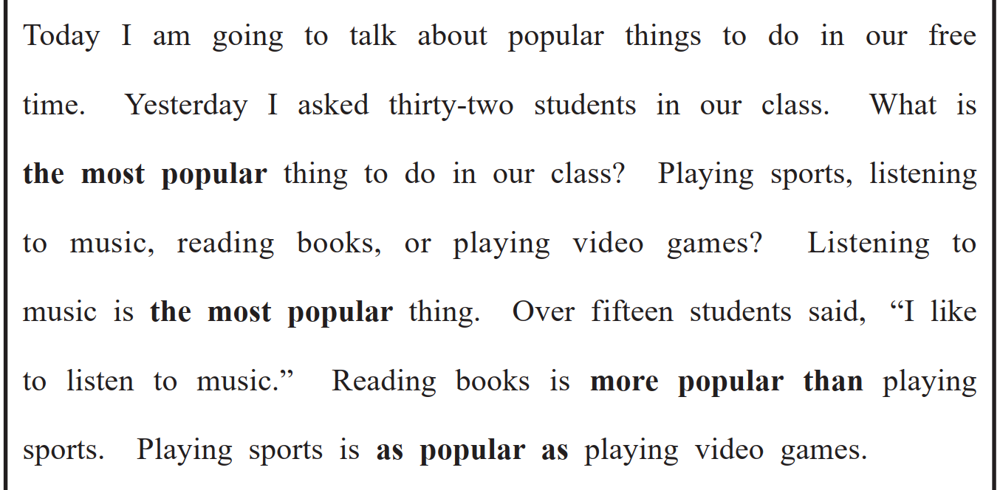 Today I am going to talk about popular things to do in our free
time. Yesterday I asked thirty-two students in our class. What is
the most popular thing to do in our class? Playing sports, listening
to music, reading books, or playing video games? Listening to
music is the most popular thing. Over fifteen students said, “I like
to listen to music.” Reading books is more popular than playing
sports. Playing sports is as popular as playing video games.